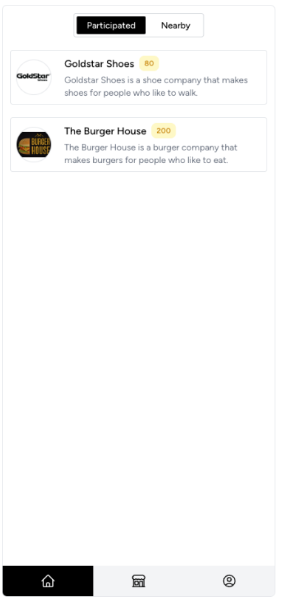 Participated Nearby
GoldStar
Shoes
Goldstar Shoes 80
Goldstar Shoes is a shoe company that makes
shoes for people who like to walk.
BURGER
HOUSE
The Burger House 200
The Burger House is a burger company that
makes burgers for people who like to eat.